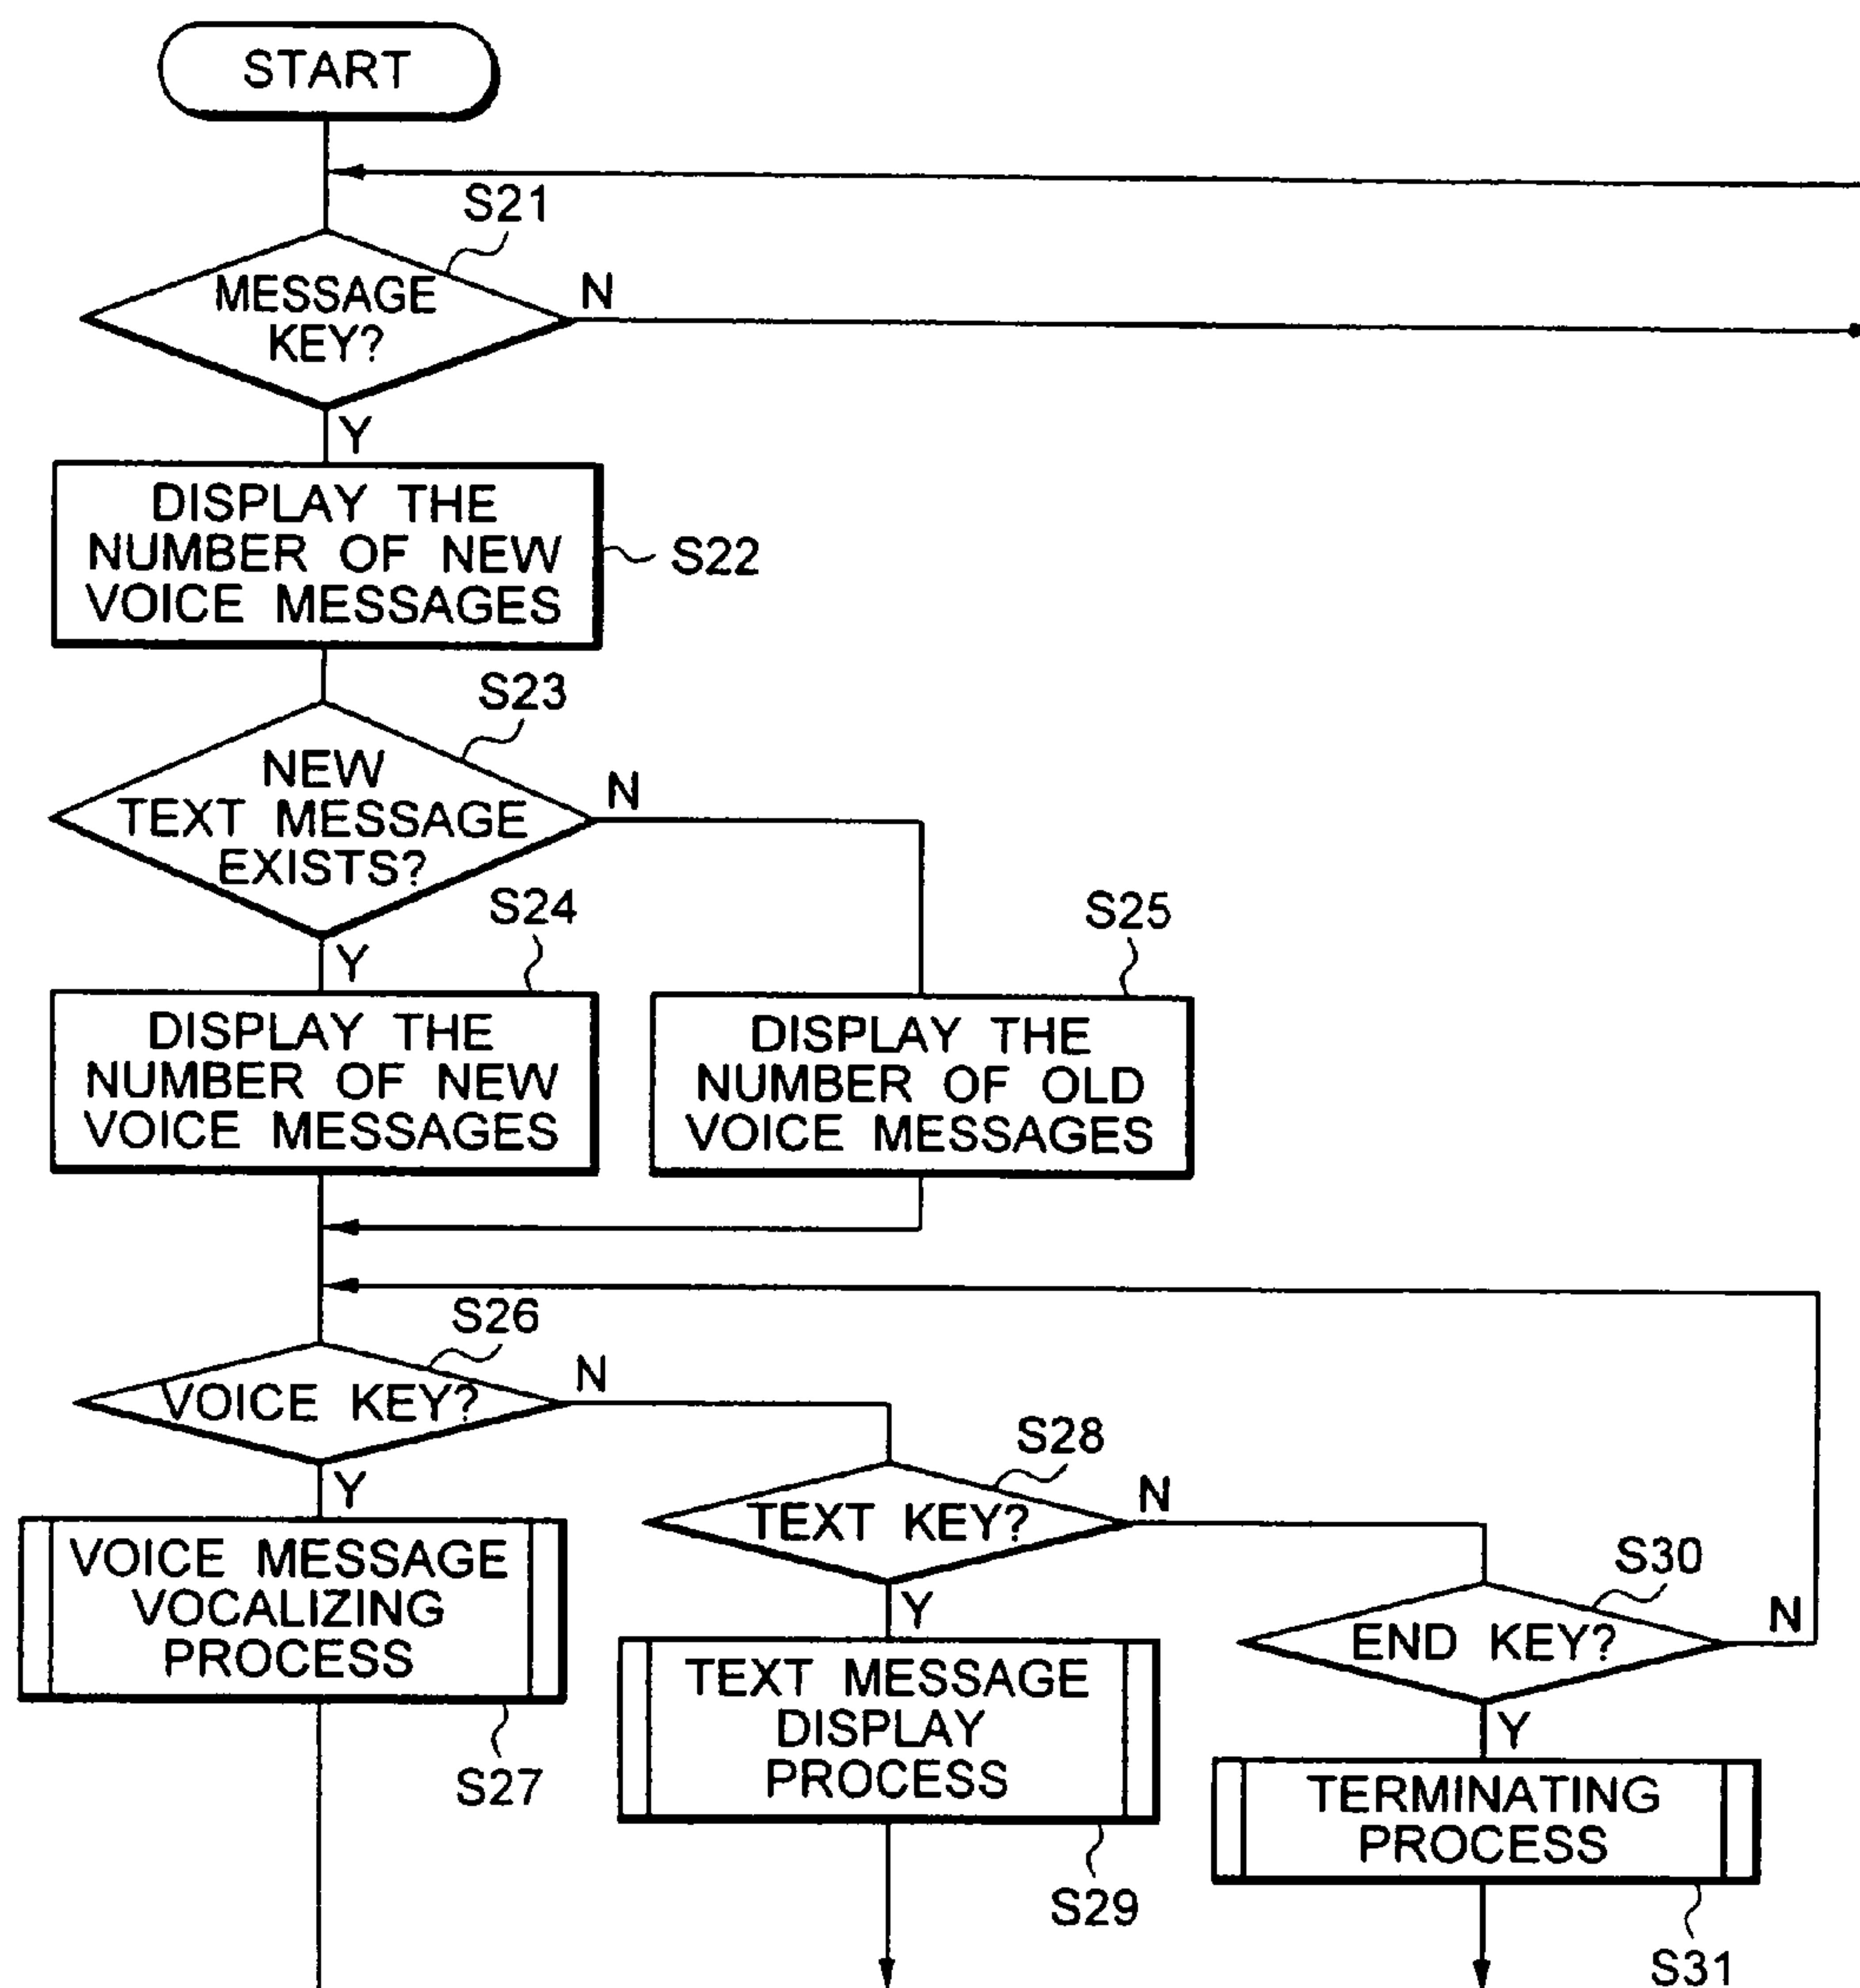 START
S21
MESSAGE
KEY?
N
Y
DISPLAY THE
NUMBER OF NEW
VOICE MESSAGES
S22
S23
NEW
TEXT MESSAGE
EXISTS?
N
Y
S24
DISPLAY THE
NUMBER OF NEW
VOICE MESSAGES
S25
DISPLAY THE
NUMBER OF OLD
VOICE MESSAGES
S26
VOICE KEY?
N
Y
VOICE MESSAGE
VOCALIZING
PROCESS
S27
S28
TEXT KEY?
N
Y
TEXT MESSAGE
DISPLAY
PROCESS
S29
S30
END KEY?
N
Y
TERMINATING
PROCESS
S31